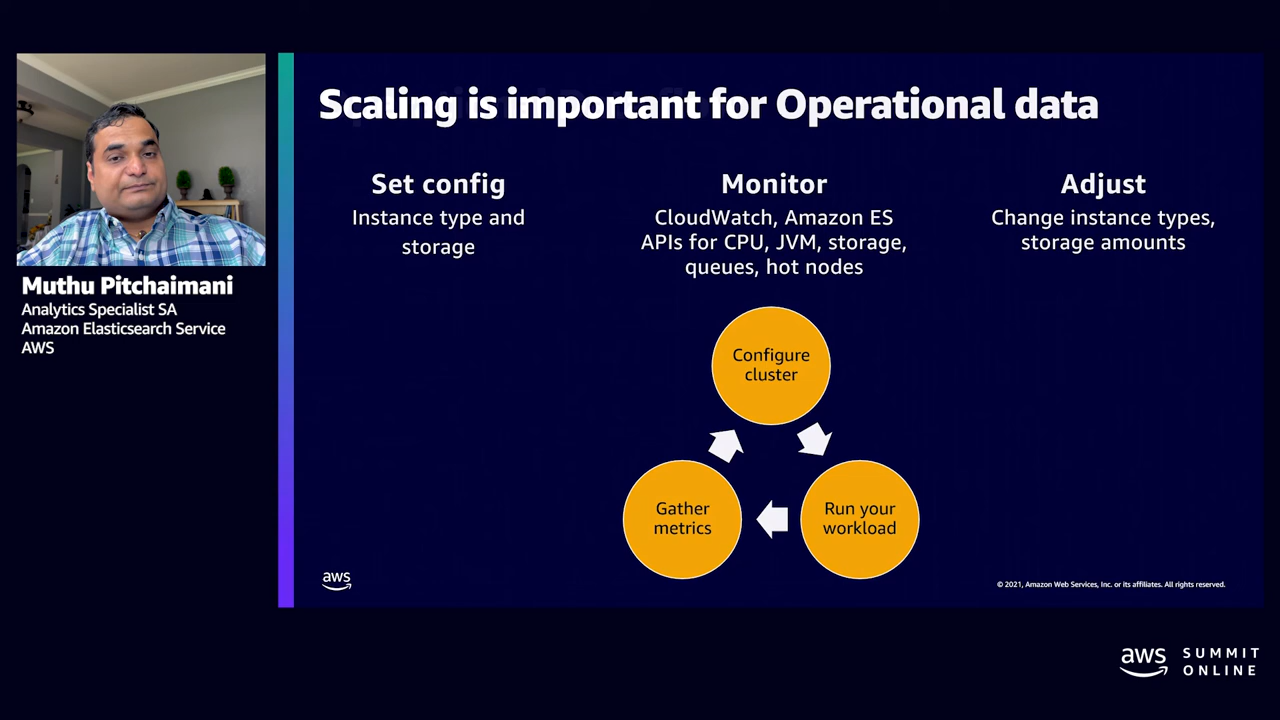 Scaling is important for Operational data
Muthu Pitchaimani
Analytics Specialist SA
Amazon Elasticsearch Service
AWS
Set config
Instance type and
storage
Monitor
CloudWatch, Amazon ES
APIs for CPU, JVM, storage,
queues, hot nodes
Adjust
Change instance types,
storage amounts
Configure
cluster
Gather
metrics
Run your
workload
aws
© 2021, Amazon Web Services, Inc. or its affiliates. All rights reserved.
aws
SUMMIT
ONLINE